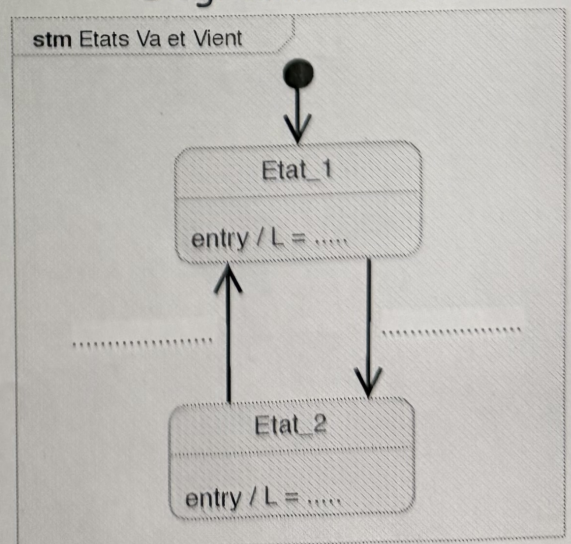 stm Etats Va et Vient
Etat_1
entry / L = .....
...................
...................
Etat_2
entry / L = .....